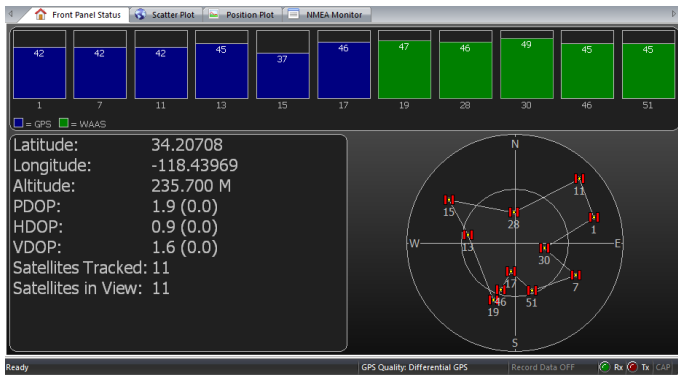 Front Panel Status Scatter Plot Position Plot NMEA Monitor
42 42 42 45 37 46 47 46 49 45 45
1 7 11 13 15 17 19 28 30 46 51
= GPS = WAAS
Latitude: 34.20708
Longitude: -118.43969
Altitude: 235.700 M
PDOP: 1.9 (0.0)
HDOP: 0.9 (0.0)
VDOP: 1.6 (0.0)
Satellites Tracked: 11
Satellites in View: 11
N
11
15
28
1
W
13
E
30
17
7
46
51
19
S
Ready GPS Quality: Differential GPS Record Data OFF Rx Tx CAP